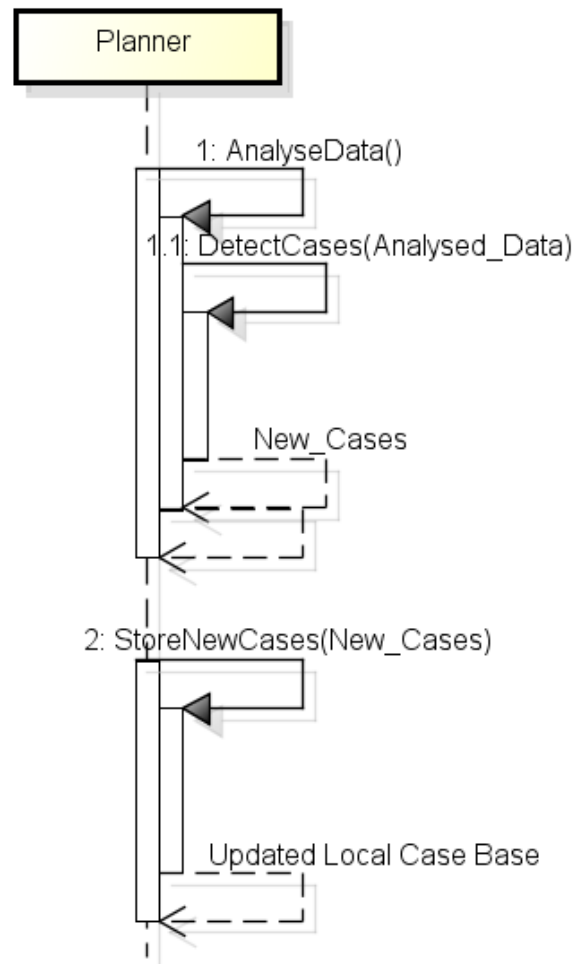 Planner
1: AnalyseData()
1.1: DetectCases(Analysed_Data)
New_Cases
2: StoreNewCases(New_Cases)
Updated Local Case Base